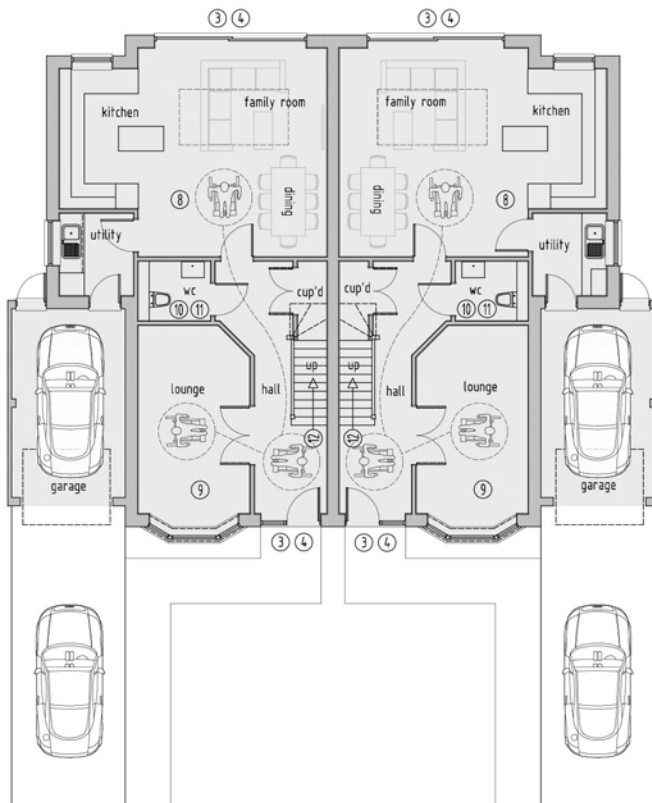 3 4 3 4
kitchen family room family room kitchen
8 dining dining 8
utility utility
wc cup'd cup'd wc
10 11 10 11
lounge hall up up hall lounge
12 12
9 9
garage garage
3 4 3 4